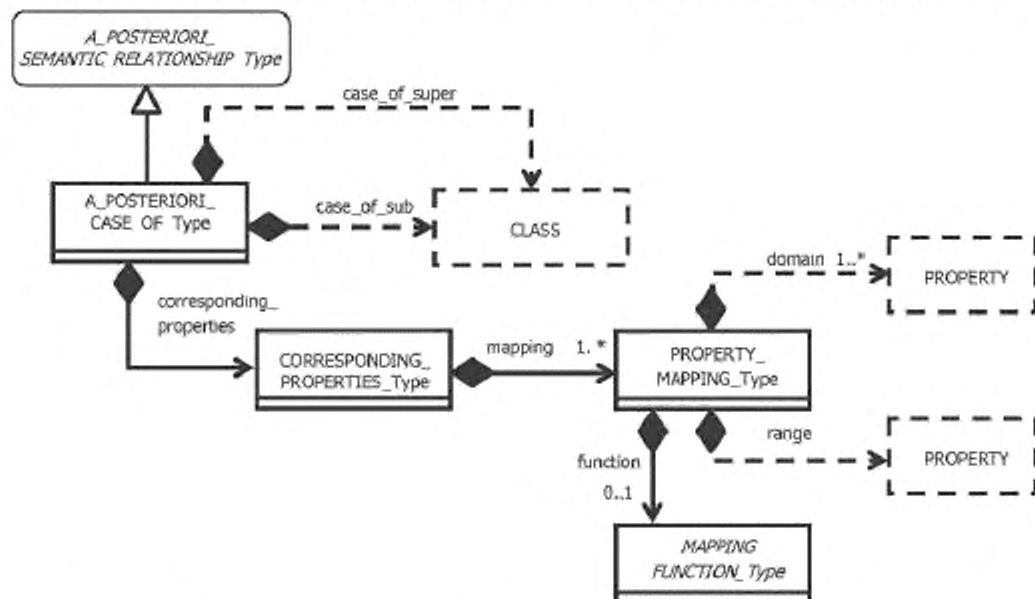 A_POSTERIORI_
SEMANTIC RELATIONSHIP Type
case_of_super
A_POSTERIORI_
CASE OF Type
case_of_sub
CLASS
domain 1..*
PROPERTY
corresponding_
properties
CORRESPONDING_
PROPERTIES_Type
mapping 1. *
PROPERTY_
MAPPING_Type
range
PROPERTY
function
0..1
MAPPING
FUNCTION_Type